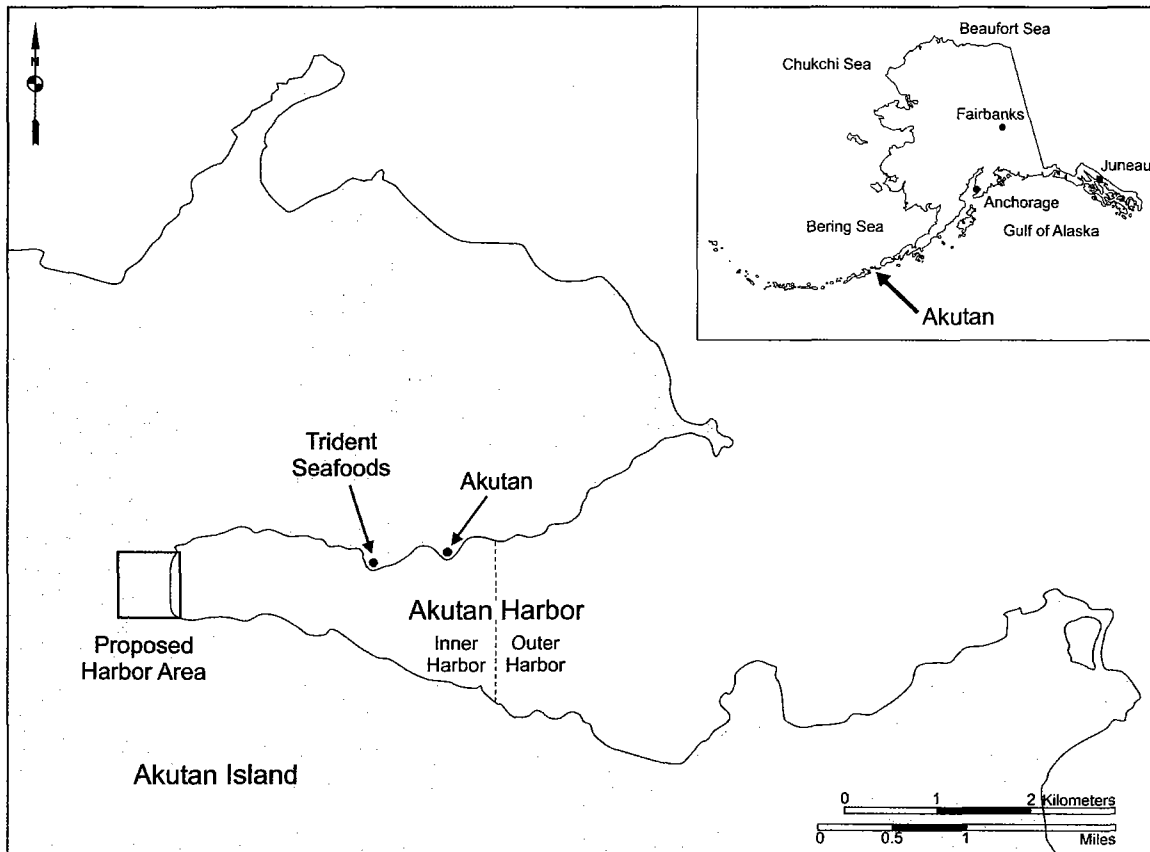 N
Beaufort Sea
Chukchi Sea
Fairbanks
Juneau
Anchorage
Bering Sea
Gulf of Alaska
Akutan
Trident
Seafoods
Akutan
Akutan Harbor
Inner
Harbor
Outer
Harbor
Proposed
Harbor Area
Akutan Island
0 1 2 Kilometers
0 0.5 1 Miles